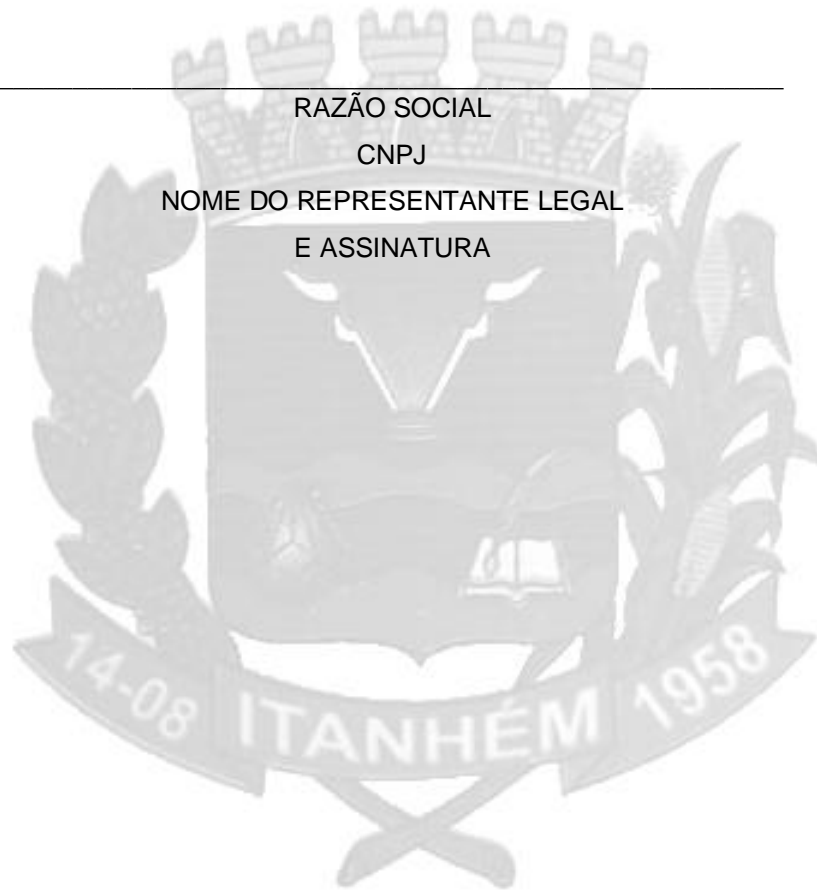 RAZÃO SOCIAL
CNPJ
NOME DO REPRESENTANTE LEGAL
E ASSINATURA
14-08 ITANHÉM 1958